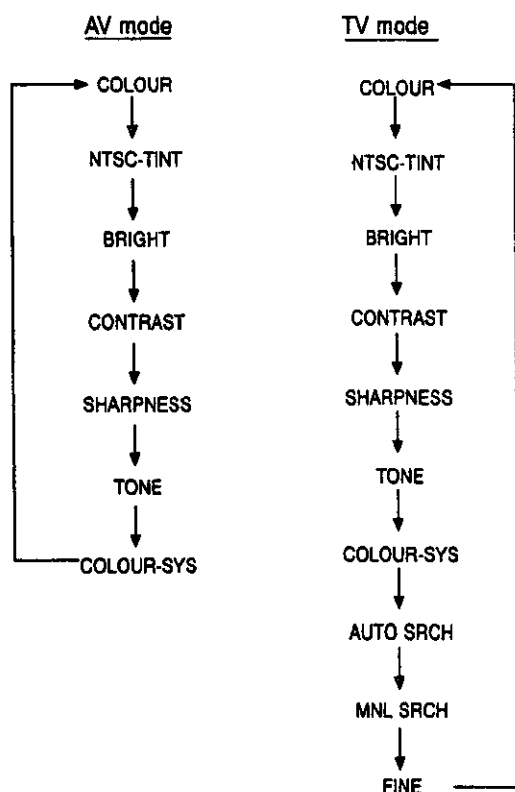 AV mode
COLOUR
NTSC-TINT
BRIGHT
CONTRAST
SHARPNESS
TONE
COLOUR-SYS
TV mode
COLOUR
NTSC-TINT
BRIGHT
CONTRAST
SHARPNESS
TONE
COLOUR-SYS
AUTO SRCH
MNL SRCH
FINE